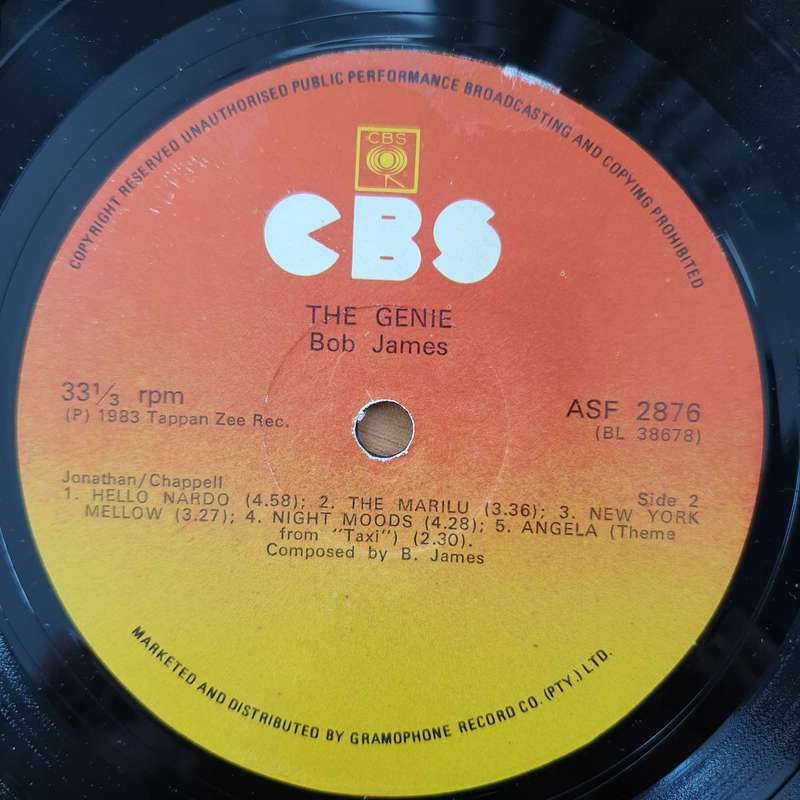 COPYRIGHT RESERVED UNAUTHORISED PUBLIC PERFORMANCE BROADCASTING AND COPYING PROHIBITED
CBS
CBS
THE GENIE
Bob James
33⅓ rpm
(P) 1983 Tappan Zee Rec.
ASF 2876
(BL 38678)
Jonathan/Chappell
Side 2
1. HELLO NARDO (4.58); 2. THE MARILU (3.36); 3. NEW YORK
MELLOW (3.27); 4. NIGHT MOODS (4.28); 5. ANGELA (Theme
from "Taxi") (2.30).
Composed by B. James
MARKETED AND DISTRIBUTED BY GRAMOPHONE RECORD CO. (PTY.) LTD.